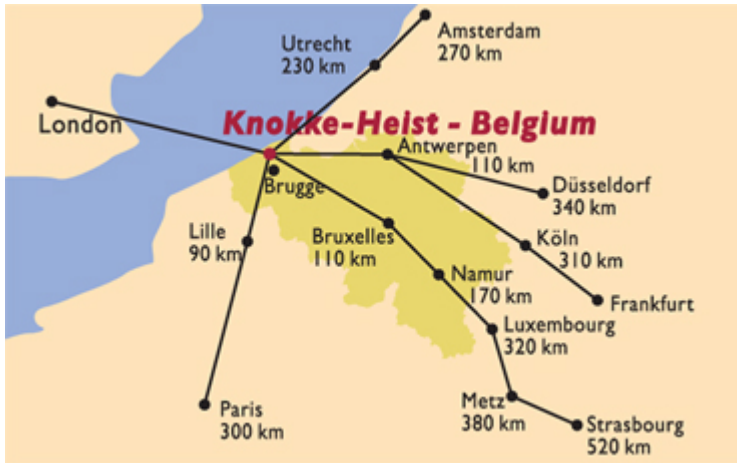 Amsterdam
270 km
Utrecht
230 km
London
Knokke-Heist - Belgium
Antwerpen
110 km
Brugge
Düsseldorf
340 km
Lille
90 km
Bruxelles
110 km
Köln
310 km
Namur
170 km
Frankfurt
Luxembourg
320 km
Metz
380 km
Paris
300 km
Strasbourg
520 km